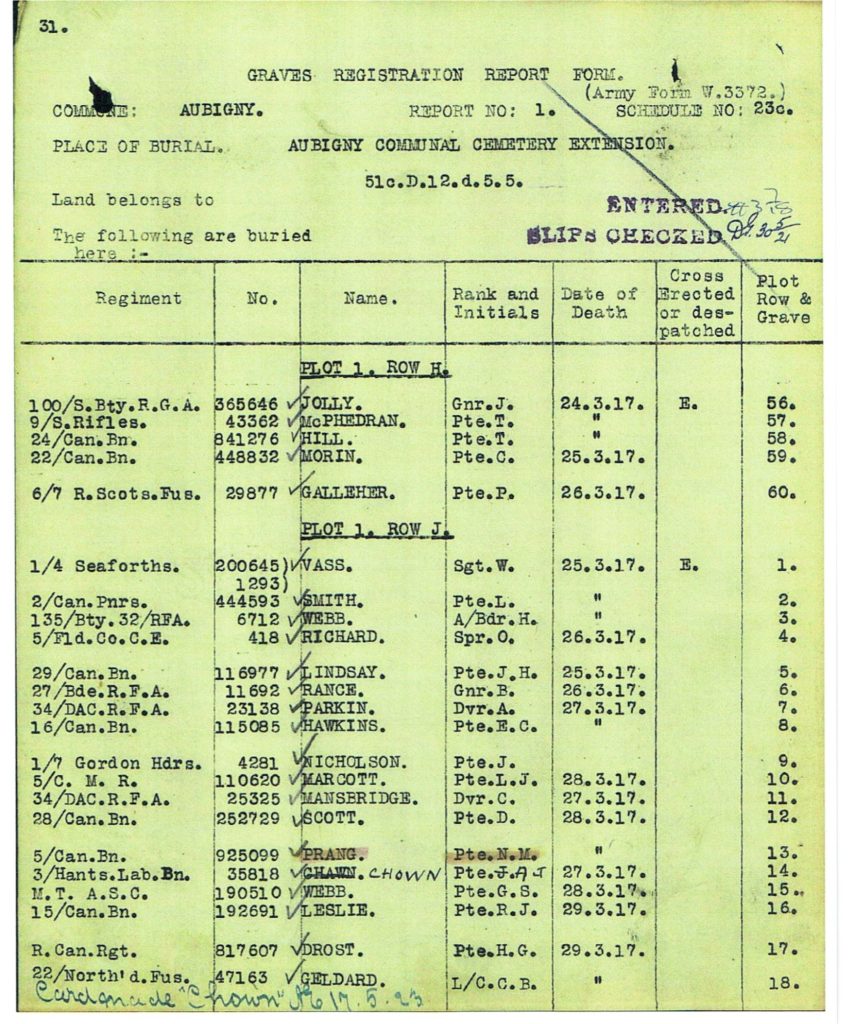 31.
GRAVES REGISTRATION REPORT FORM.
(Army Form W.3372.)
COMMUNE: AUBIGNY. REPORT NO: 1. SCHEDULE NO: 23c.
PLACE OF BURIAL. AUBIGNY COMMUNAL CEMETERY EXTENSION.
51c.D.12.d.5.5.
Land belongs to
ENTERED.
The following are buried SLIPS CHECKED
here :-
Regiment No. Name. Rank and Initials Date of Death Cross Erected or des-patched Plot Row & Grave
PLOT 1. ROW H.
100/S.Bty.R.G.A. 365646 ✓ JOLLY. Gnr.J. 24.3.17. E. 56.
9/S.Rifles. 43362 ✓ McPHEDRAN. Pte.T. " 57.
24/Can.Bn. 841276 ✓ HILL. Pte.T. " 58.
22/Can.Bn. 448832 ✓ MORIN. Pte.C. 25.3.17. 59.
6/7 R.Scots.Fus. 29877 ✓ GALLEHER. Pte.P. 26.3.17. 60.
PLOT 1. ROW J.
1/4 Seaforths. 200645) ✓ VASS. Sgt.W. 25.3.17. E. 1.
1293)
2/Can.Pnrs. 444593 ✓ SMITH. Pte.L. " 2.
135/Bty.32/RFA. 6712 ✓ WEBB. A/Bdr.H. " 3.
5/Fld.Co.C.E. 418 ✓ RICHARD. Spr.O. 26.3.17. 4.
29/Can.Bn. 116977 ✓ LINDSAY. Pte.J.H. 25.3.17. 5.
27/Bde.R.F.A. 11692 ✓ RANCE. Gnr.B. 26.3.17. 6.
34/DAC.R.F.A. 23138 ✓ PARKIN. Dvr.A. 27.3.17. 7.
16/Can.Bn. 115085 ✓ HAWKINS. Pte.E.C. " 8.
1/7 Gordon Hdrs. 4281 ✓ NICHOLSON. Pte.J. 9.
5/C. M. R. 110620 ✓ MARCOTT. Pte.L.J. 28.3.17. 10.
34/DAC.R.F.A. 25325 ✓ MANSBRIDGE. Dvr.C. 27.3.17. 11.
28/Can.Bn. 252729 ✓ SCOTT. Pte.D. 28.3.17. 12.
5/Can.Bn. 925099 ✓ PRANG. Pte.N.M. " 13.
3/Hants.Lab.Bn. 35818 ✓ CHAWN. CHOWN Pte.J. A J 27.3.17. 14.
M.T. A.S.C. 190510 ✓ WEBB. Pte.G.S. 28.3.17. 15.
15/Can.Bn. 192691 ✓ LESLIE. Pte.R.J. 29.3.17. 16.
R.Can.Rgt. 817607 ✓ DROST. Pte.H.G. 29.3.17. 17.
22/North'd.Fus. 47163 ✓ GELDARD. L/C.C.B. " 18.
Card made "Chown" 17.5.23